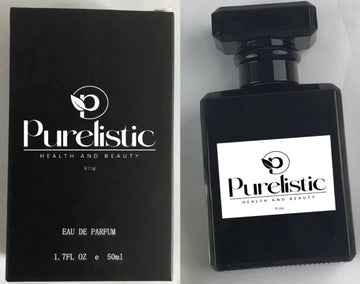 p
Purelistic
HEALTH AND BEAUTY
King
EAU DE PARFUM
1.7FL OZ e 50ml
p
Purelistic
HEALTH AND BEAUTY
King